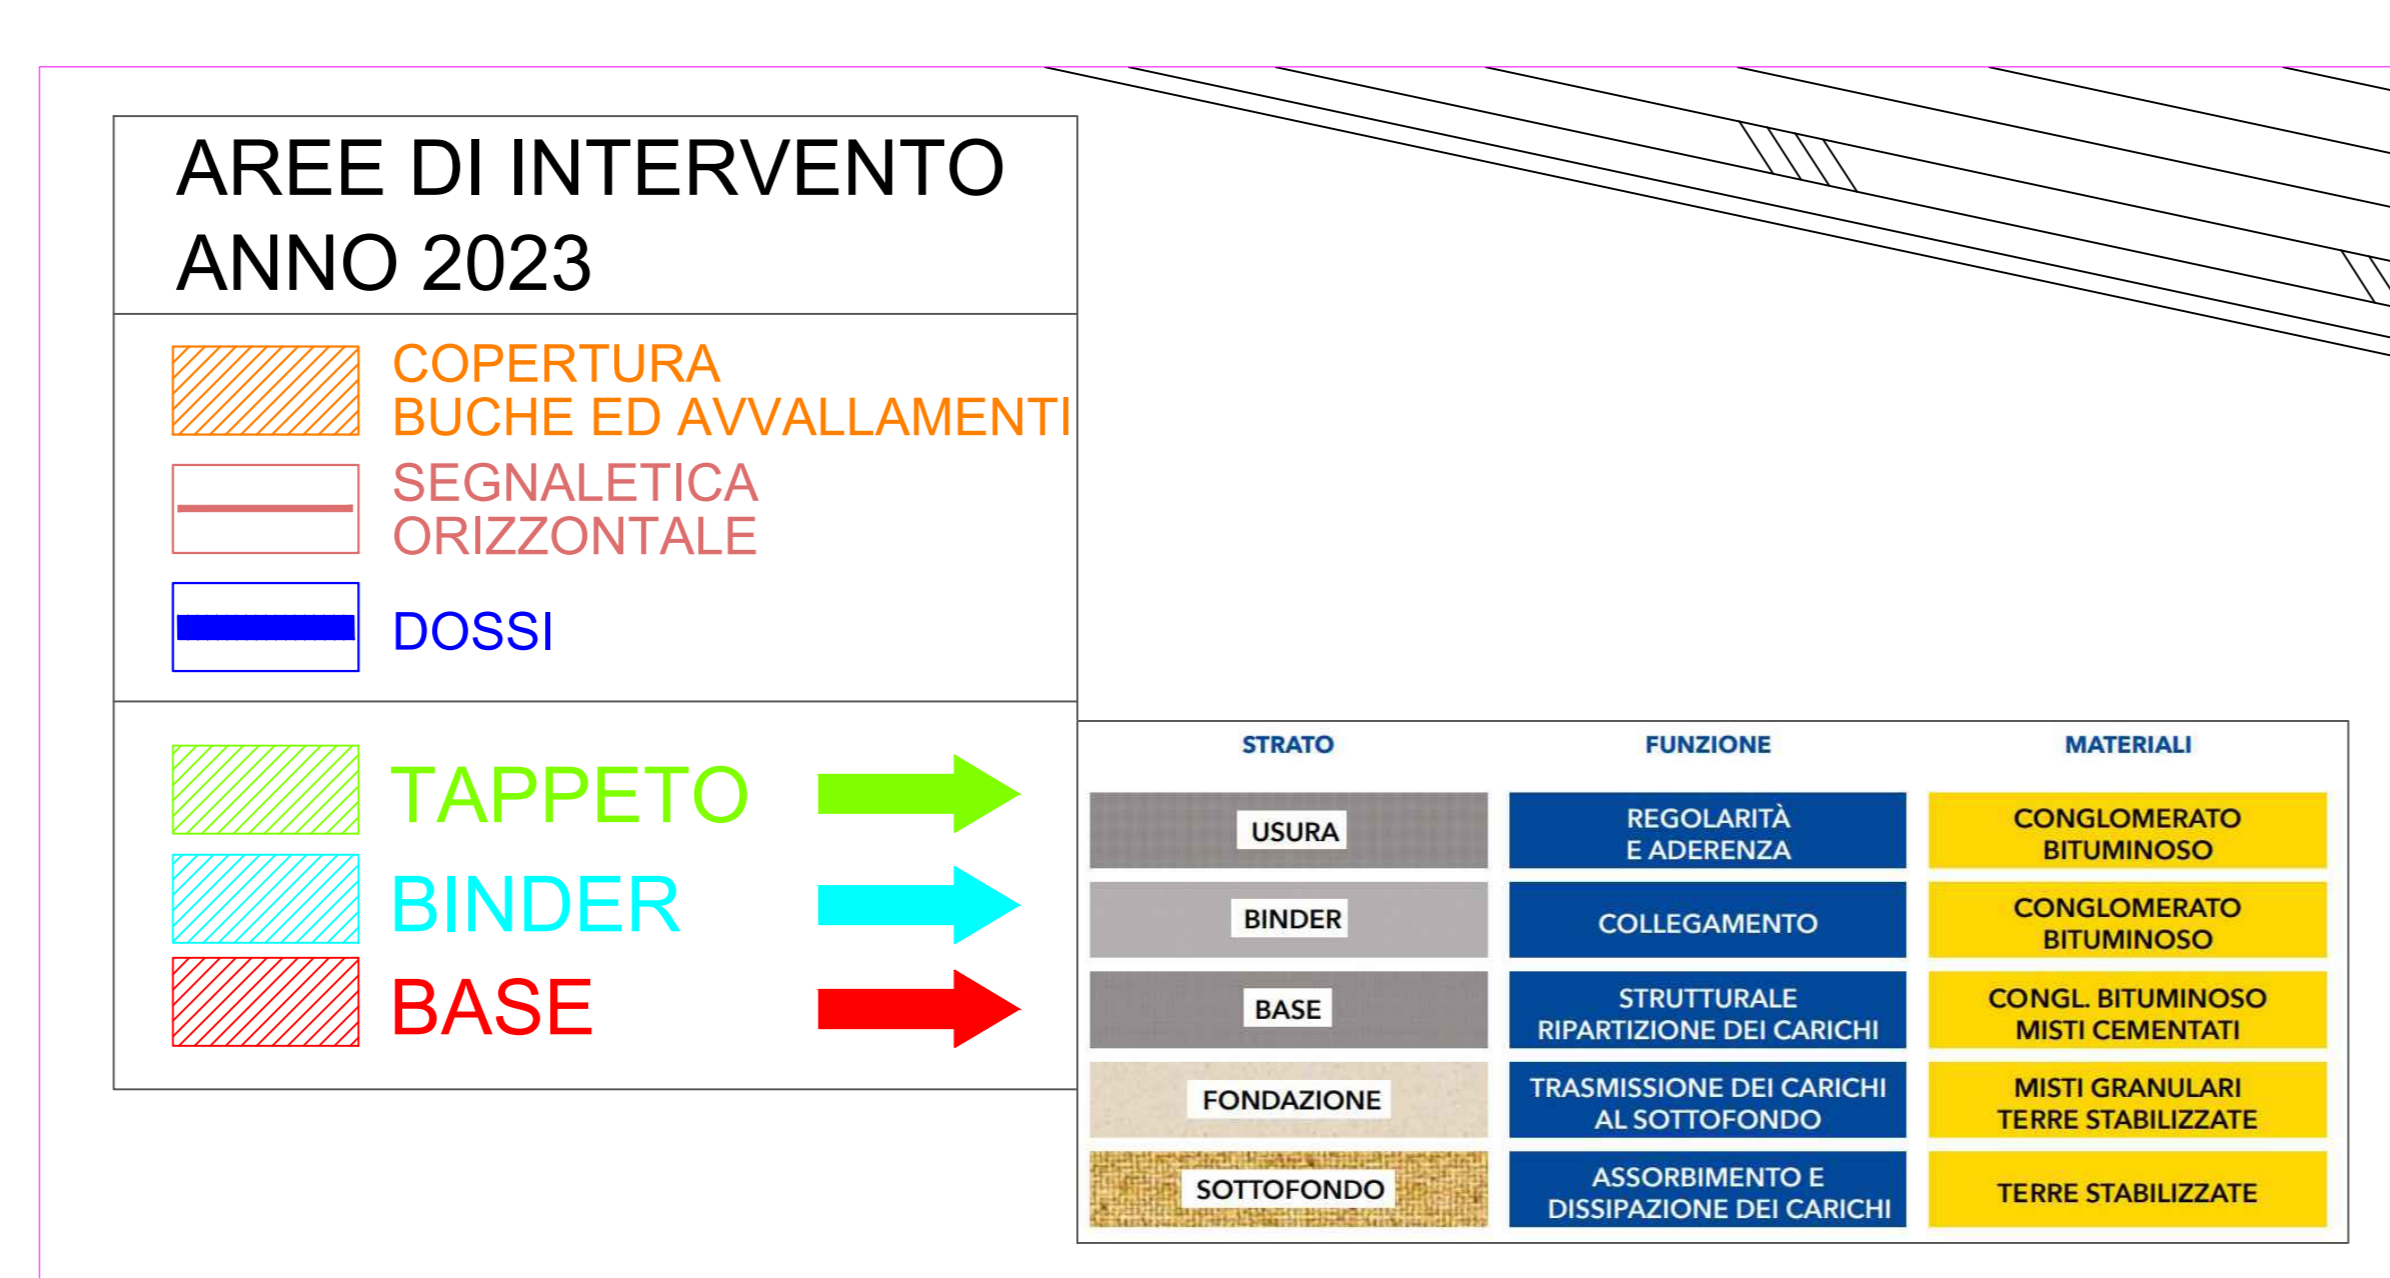 AREE DI INTERVENTO
ANNO 2023
COPERTURA
BUCHE ED AVVALLAMENTI
SEGNALETICA
ORIZZONTALE
DOSSI
TAPPETO
BINDER
BASE
STRATO
FUNZIONE
MATERIALI
USURA
REGOLARITÀ
E ADERENZA
CONGLOMERATO
BITUMINOSO
BINDER
COLLEGAMENTO
CONGLOMERATO
BITUMINOSO
BASE
STRUTTURALE
RIPARTIZIONE DEI CARICHI
CONGL. BITUMINOSO
MISTI CEMENTATI
FONDAZIONE
TRASMISSIONE DEI CARICHI
AL SOTTOFONDO
MISTI GRANULARI
TERRE STABILIZZATE
SOTTOFONDO
ASSORBIMENTO E
DISSIPAZIONE DEI CARICHI
TERRE STABILIZZATE